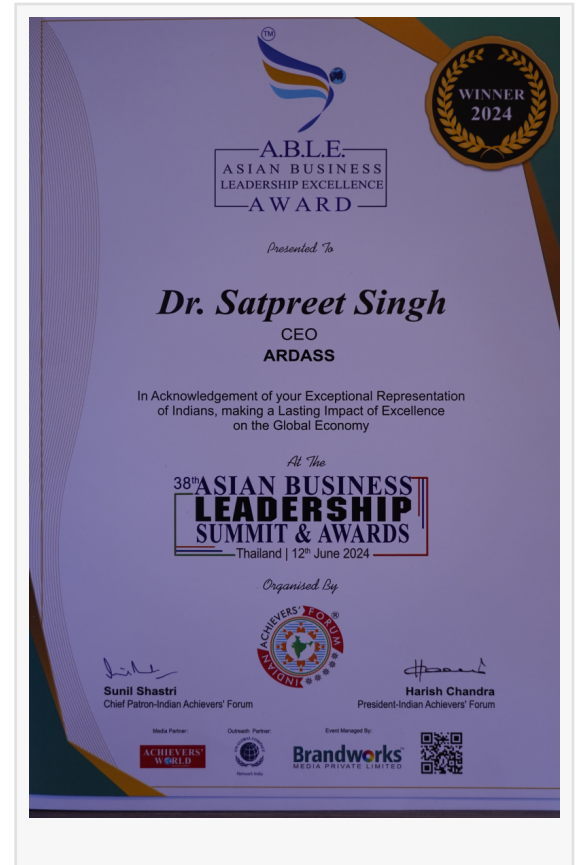 TM
WINNER
2024
A.B.L.E.
ASIAN BUSINESS
LEADERSHIP EXCELLENCE
AWARD
Presented To
Dr. Satpreet Singh
CEO
ARDASS
In Acknowledgement of your Exceptional Representation
of Indians, making a Lasting Impact of Excellence
on the Global Economy
At The
38th ASIAN BUSINESS
LEADERSHIP
SUMMIT & AWARDS
Thailand | 12th June 2024
Organised By
INDIAN ACHIEVERS' FORUM ®
Sunil Shastri
Chief Patron-Indian Achievers' Forum
Harish Chandra
President-Indian Achievers' Forum
Media Partner:
Outreach Partner:
Event Managed By:
ACHIEVERS'
WORLD
Network India
Brandworks
MEDIA PRIVATE LIMITED